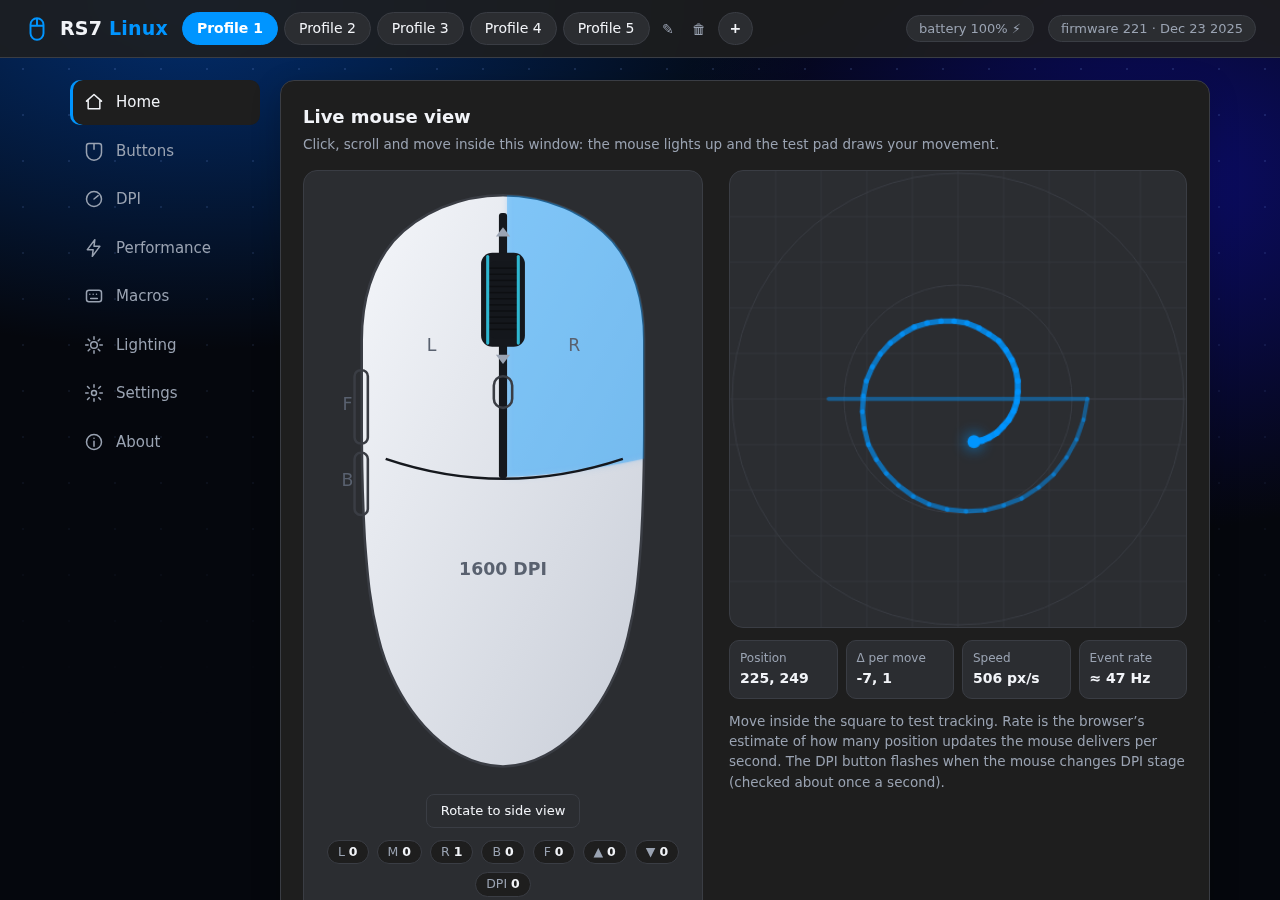 RS7 Linux
Profile 1
Profile 2
Profile 3
Profile 4
Profile 5
✎
🗑
+
battery 100% ⚡
firmware 221 · Dec 23 2025
Home
Buttons
DPI
Performance
Macros
Lighting
Settings
About
Live mouse view
Click, scroll and move inside this window: the mouse lights up and the test pad draws your movement.
L
R
F
B
1600 DPI
Rotate to side view
L 0
M 0
R 1
B 0
F 0
▲ 0
▼ 0
DPI 0
Position
225, 249
Δ per move
-7, 1
Speed
506 px/s
Event rate
≈ 47 Hz
Move inside the square to test tracking. Rate is the browser’s
estimate of how many position updates the mouse delivers per
second. The DPI button flashes when the mouse changes DPI stage
(checked about once a second).